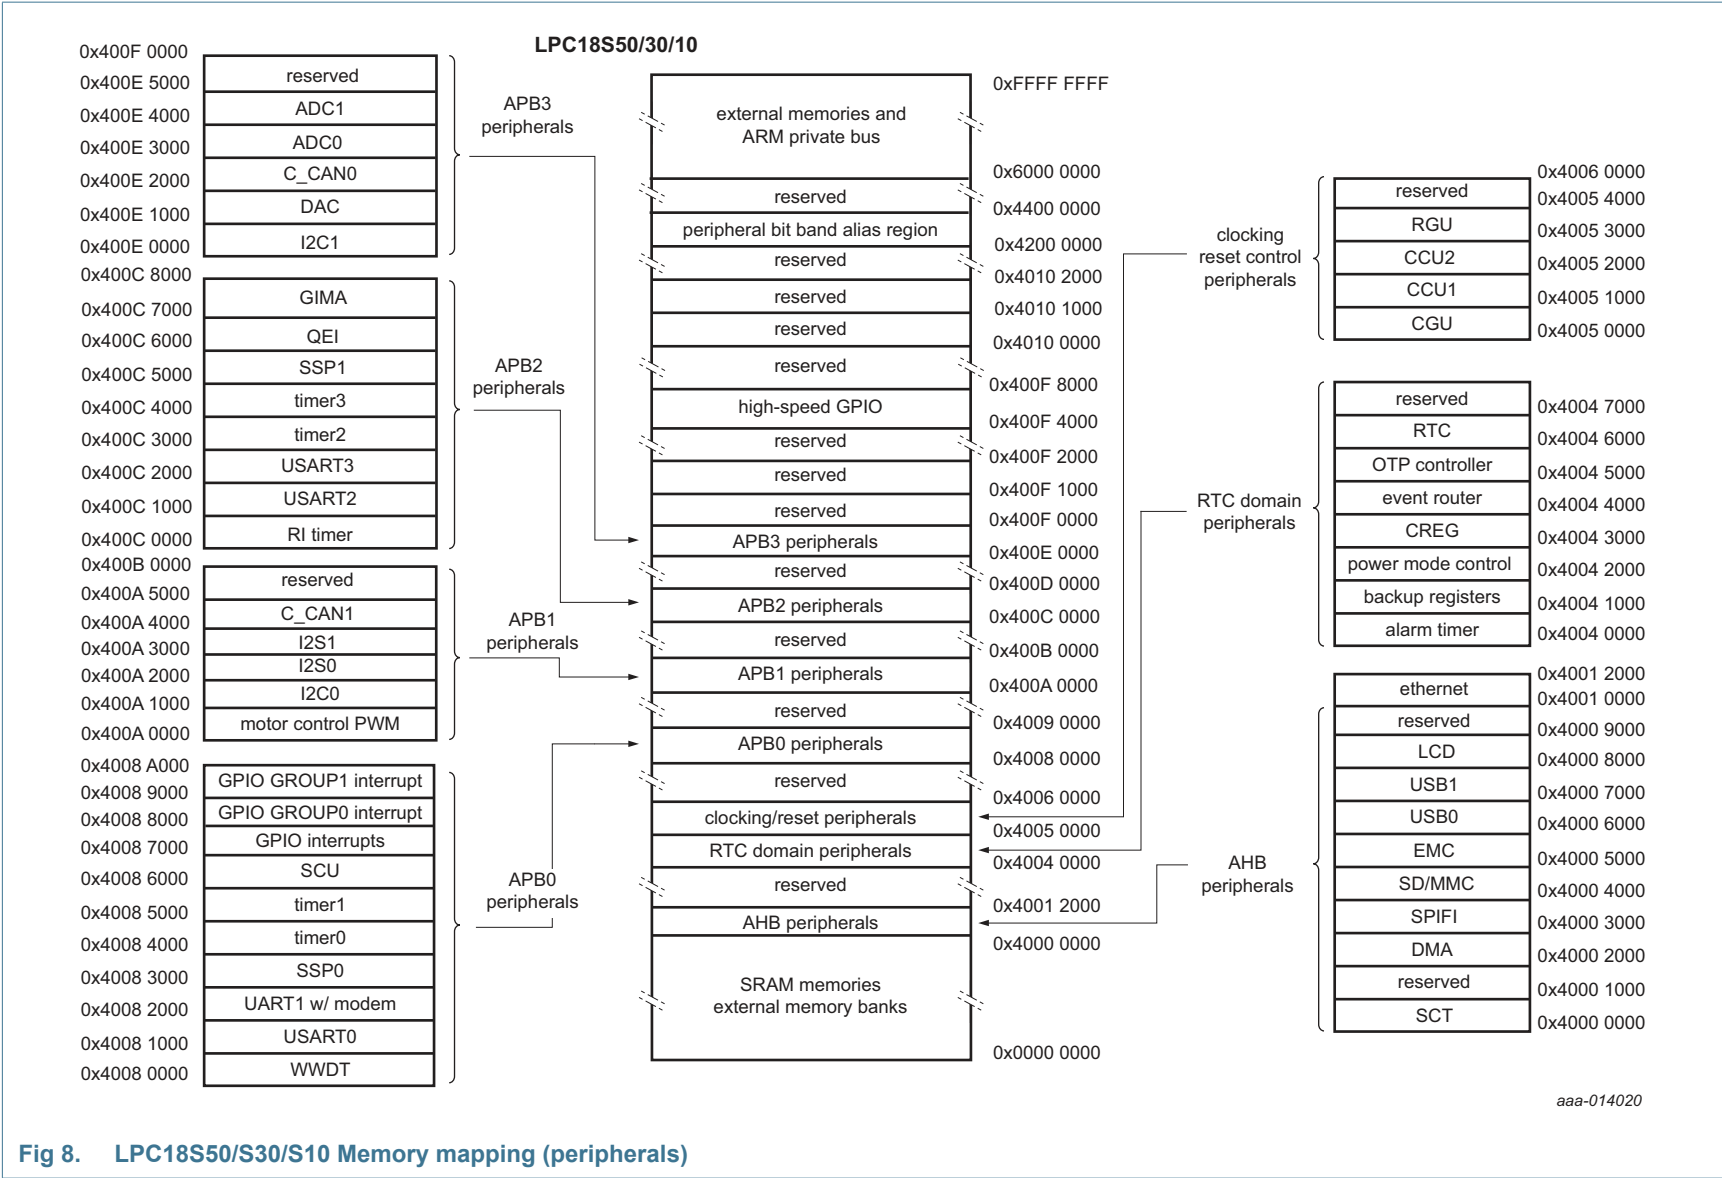 LPC18S50/30/10
0x400F 0000
reserved
0x400E 5000
ADC1
0x400E 4000
ADC0
0x400E 3000
C_CAN0
0x400E 2000
DAC
0x400E 1000
I2C1
0x400E 0000
APB3
peripherals
0x400C 8000
GIMA
0x400C 7000
QEI
0x400C 6000
SSP1
0x400C 5000
timer3
0x400C 4000
timer2
0x400C 3000
USART3
0x400C 2000
USART2
0x400C 1000
RI timer
0x400C 0000
APB2
peripherals
0x400B 0000
reserved
0x400A 5000
C_CAN1
0x400A 4000
I2S1
0x400A 3000
I2S0
0x400A 2000
I2C0
0x400A 1000
motor control PWM
0x400A 0000
APB1
peripherals
0x4008 A000
GPIO GROUP1 interrupt
0x4008 9000
GPIO GROUP0 interrupt
0x4008 8000
GPIO interrupts
0x4008 7000
SCU
0x4008 6000
timer1
0x4008 5000
timer0
0x4008 4000
SSP0
0x4008 3000
UART1 w/ modem
0x4008 2000
USART0
0x4008 1000
WWDT
0x4008 0000
APB0
peripherals
0xFFFF FFFF
external memories and
ARM private bus
0x6000 0000
reserved
0x4400 0000
peripheral bit band alias region
0x4200 0000
reserved
0x4010 2000
reserved
0x4010 1000
reserved
0x4010 0000
reserved
0x400F 8000
high-speed GPIO
0x400F 4000
reserved
0x400F 2000
reserved
0x400F 1000
reserved
0x400F 0000
APB3 peripherals
0x400E 0000
reserved
0x400D 0000
APB2 peripherals
0x400C 0000
reserved
0x400B 0000
APB1 peripherals
0x400A 0000
reserved
0x4009 0000
APB0 peripherals
0x4008 0000
reserved
0x4006 0000
clocking/reset peripherals
0x4005 0000
RTC domain peripherals
0x4004 0000
reserved
0x4001 2000
AHB peripherals
0x4000 0000
SRAM memories
external memory banks
0x0000 0000
clocking
reset control
peripherals
0x4006 0000
reserved
0x4005 4000
RGU
0x4005 3000
CCU2
0x4005 2000
CCU1
0x4005 1000
CGU
0x4005 0000
RTC domain
peripherals
reserved
0x4004 7000
RTC
0x4004 6000
OTP controller
0x4004 5000
event router
0x4004 4000
CREG
0x4004 3000
power mode control
0x4004 2000
backup registers
0x4004 1000
alarm timer
0x4004 0000
AHB
peripherals
0x4001 2000
ethernet
0x4001 0000
reserved
0x4000 9000
LCD
0x4000 8000
USB1
0x4000 7000
USB0
0x4000 6000
EMC
0x4000 5000
SD/MMC
0x4000 4000
SPIFI
0x4000 3000
DMA
0x4000 2000
reserved
0x4000 1000
SCT
0x4000 0000
aaa-014020
Fig 8. LPC18S50/S30/S10 Memory mapping (peripherals)